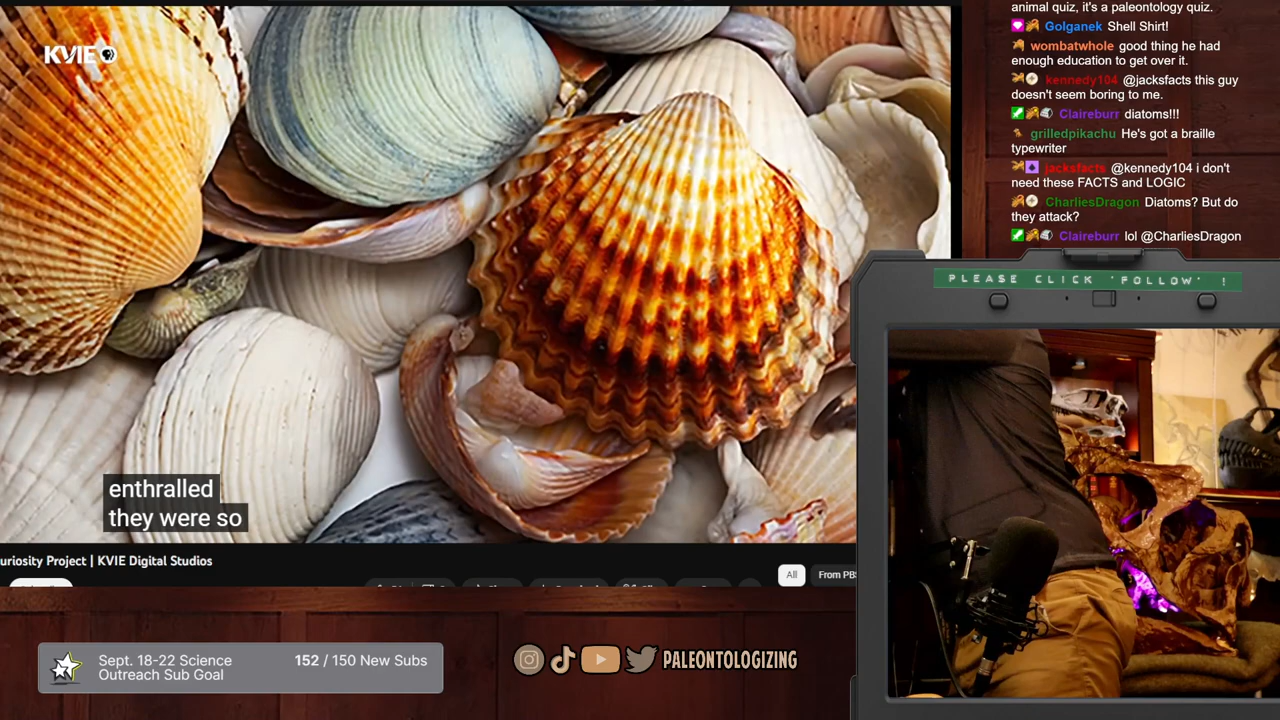 KVIE
enthralled
they were so
uriosity Project | KVIE Digital Studios
All
From PBS
Sept. 18-22 Science
Outreach Sub Goal
152 / 150 New Subs
PALEONTOLOGIZING
animal quiz, it's a paleontology quiz.
Golganek Shell Shirt!
wombatwhole good thing he had
enough education to get over it.
kennedy104 @jacksfacts this guy
doesn't seem boring to me.
Claireburr diatoms!!!
grilledpikachu He's got a braille
typewriter
jacksfacts @kennedy104 i don't
need these FACTS and LOGIC
CharliesDragon Diatoms? But do
they attack?
Claireburr lol @CharliesDragon
PLEASE CLICK 'FOLLOW' !